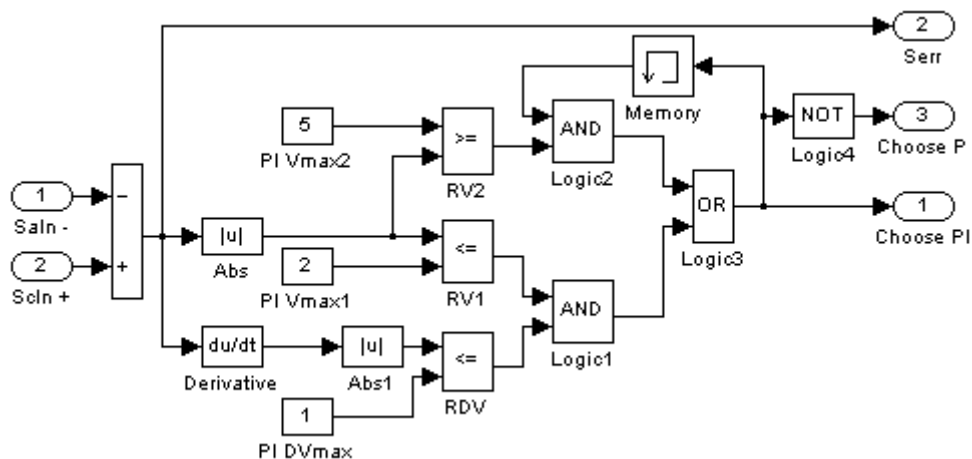 2
Serr
Memory
5
PI Vmax2
>=
RV2
AND
Logic2
NOT
Logic4
3
Choose P
1
SaIn -
2
ScIn +
−
+
|u|
Abs
2
PI Vmax1
<=
RV1
OR
Logic3
1
Choose PI
AND
Logic1
du/dt
Derivative
|u|
Abs1
<=
RDV
1
PI DVmax